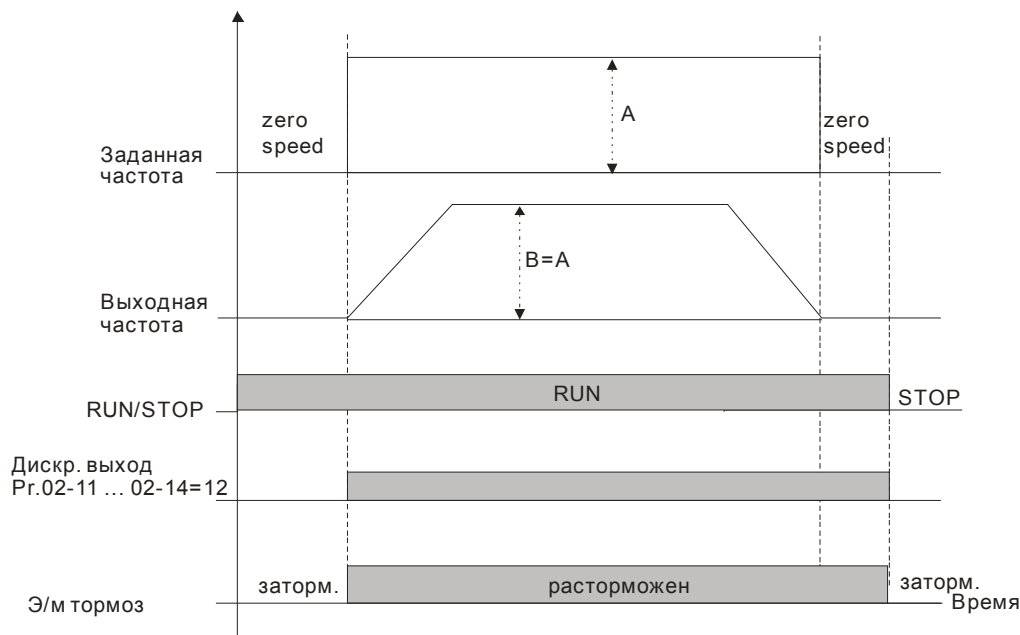 zero
speed
A
zero
speed
Заданная
частота
B=A
Выходная
частота
RUN
RUN/STOP
STOP
Дискр. выход
Pr.02-11 ... 02-14=12
заторм.
расторможен
заторм.
Э/м тормоз
Время